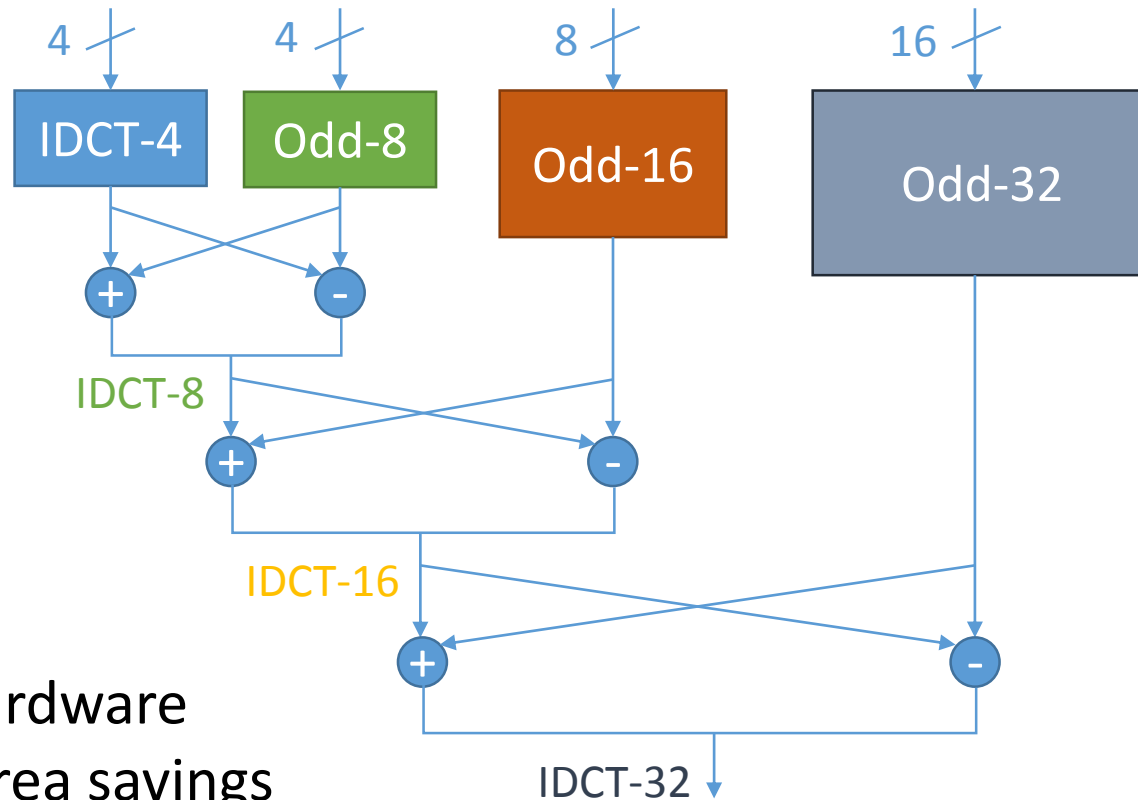 4 4 8 16
IDCT-4 Odd-8 Odd-16 Odd-32
+ -
IDCT-8
+ -
IDCT-16
+ -
rdware
rea savings
IDCT-32